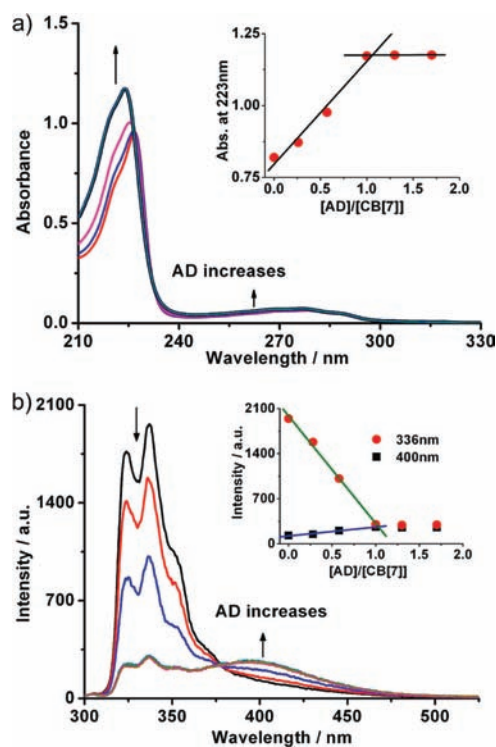 a)
1.5
1.0
0.5
0.0
Absorbance
210 240 270 300 330
Wavelength / nm
AD increases
1.25
1.00
0.75
Abs. at 223nm
0.0 0.5 1.0 1.5 2.0
[AD]/[CB[7]]
b)
2100
1400
700
0
Intensity / a.u.
300 350 400 450 500
Wavelength / nm
AD increases
2100
1400
700
0
Intensity / a.u.
336nm
400nm
0.0 0.5 1.0 1.5 2.0
[AD]/[CB[7]]